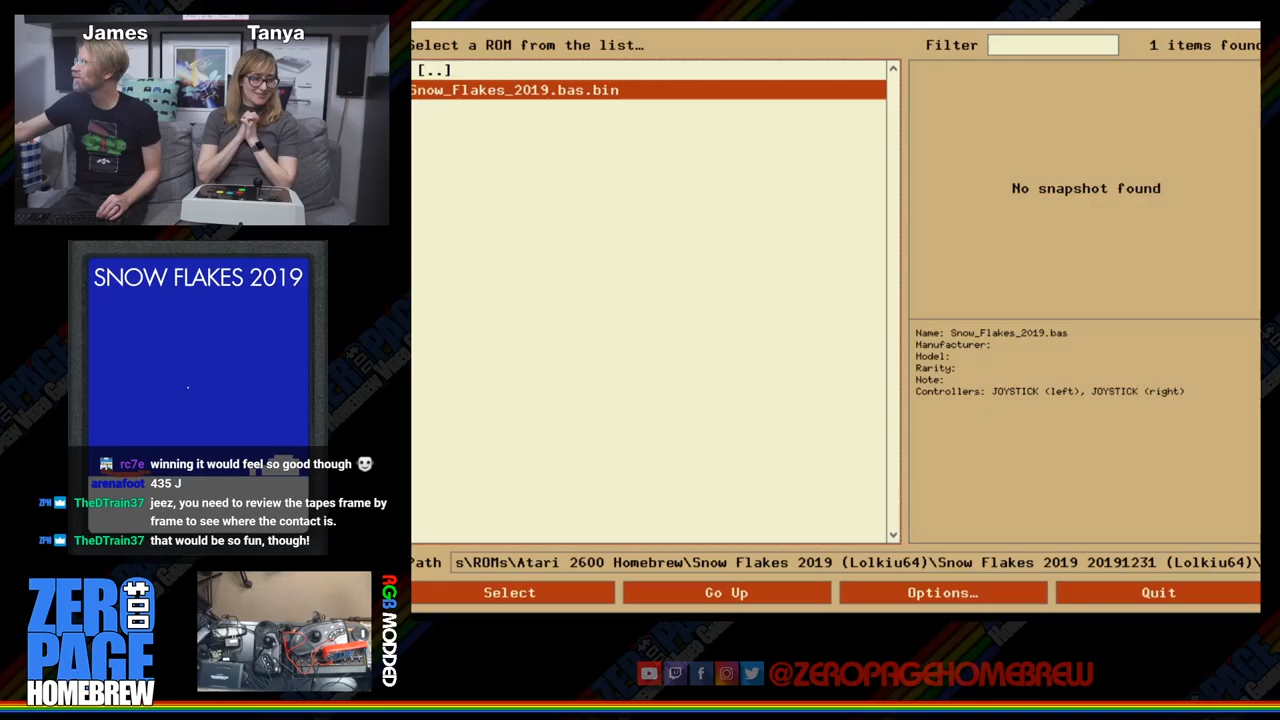 James
Tanya
Select a ROM from the list…
Filter
1 items found
[..]
Snow_Flakes_2019.bas.bin
No snapshot found
Name: Snow_Flakes_2019.bas
Manufacturer:
Model:
Rarity:
Note:
Controllers: JOYSTICK (left), JOYSTICK (right)
Path s\ROMs\Atari 2600 Homebrew\Snow Flakes 2019 (Lolkiu64)\Snow Flakes 2019 20191231 (Lolkiu64)\
Select
Go Up
Options…
Quit
SNOW FLAKES 2019
rc7e winning it would feel so good though
arenafoot 435 J
ZPH TheDTrain37 jeez, you need to review the tapes frame by
frame to see where the contact is.
ZPH TheDTrain37 that would be so fun, though!
ZERO
PAGE
HOMEBREW
RGB MODDED
@ZEROPAGEHOMEBREW